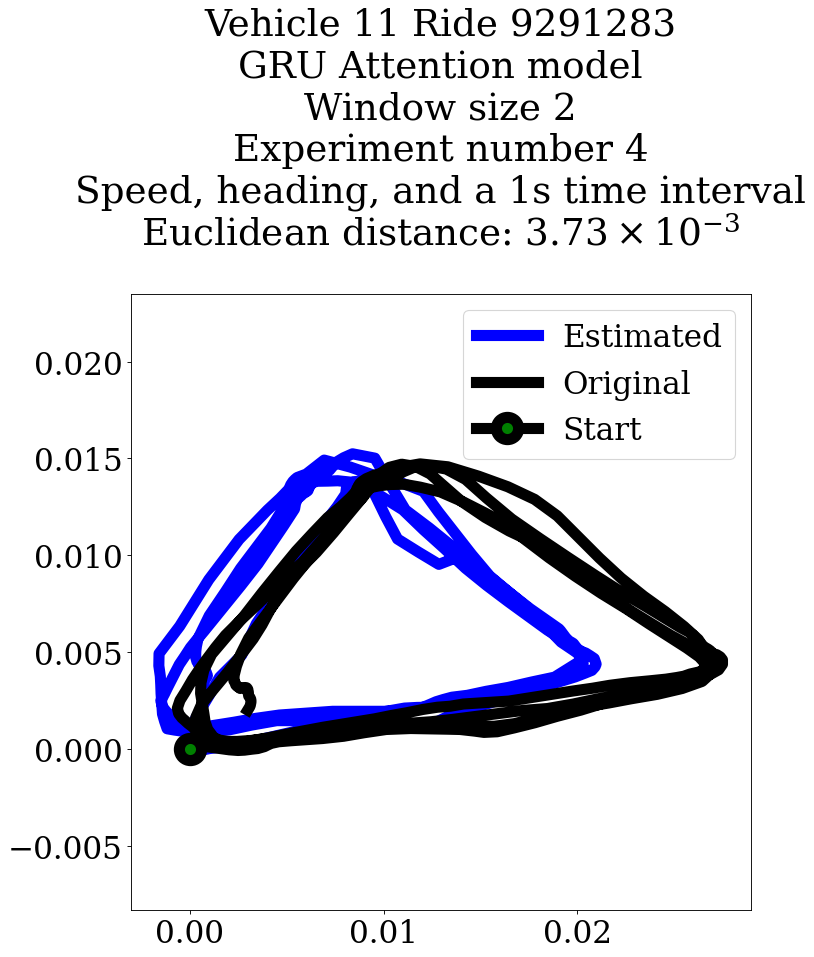 Vehicle 11 Ride 9291283
GRU Attention model
Window size 2
Experiment number 4
Speed, heading, and a 1s time interval
Euclidean distance: 3.73 × 10⁻³
Estimated
Original
Start
0.020
0.015
0.010
0.005
0.000
−0.005
0.00 0.01 0.02